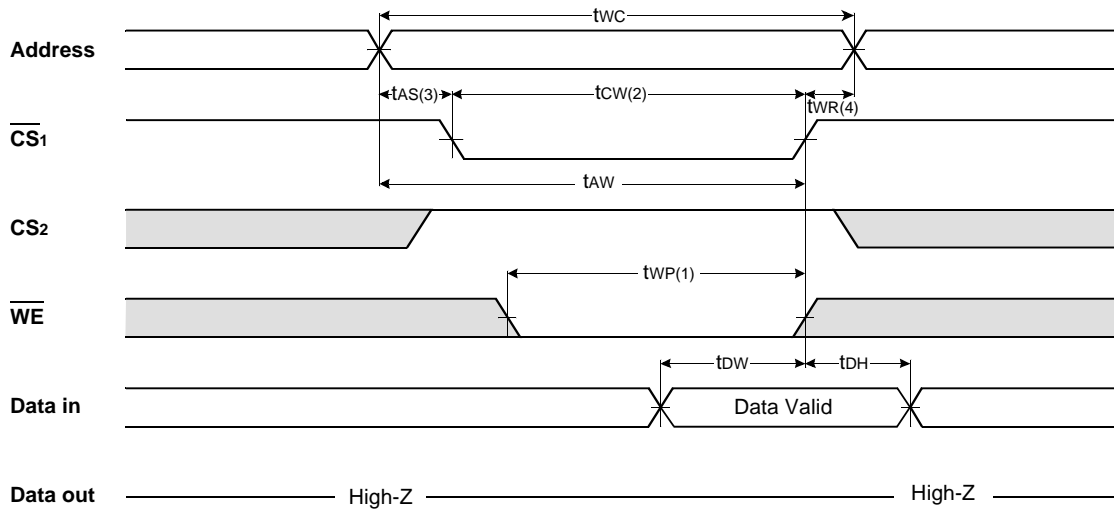 tWC
Address
tAS(3) tCW(2) tWR(4)
CS1
tAW
CS2
tWP(1)
WE
tDW tDH
Data in Data Valid
Data out High-Z High-Z